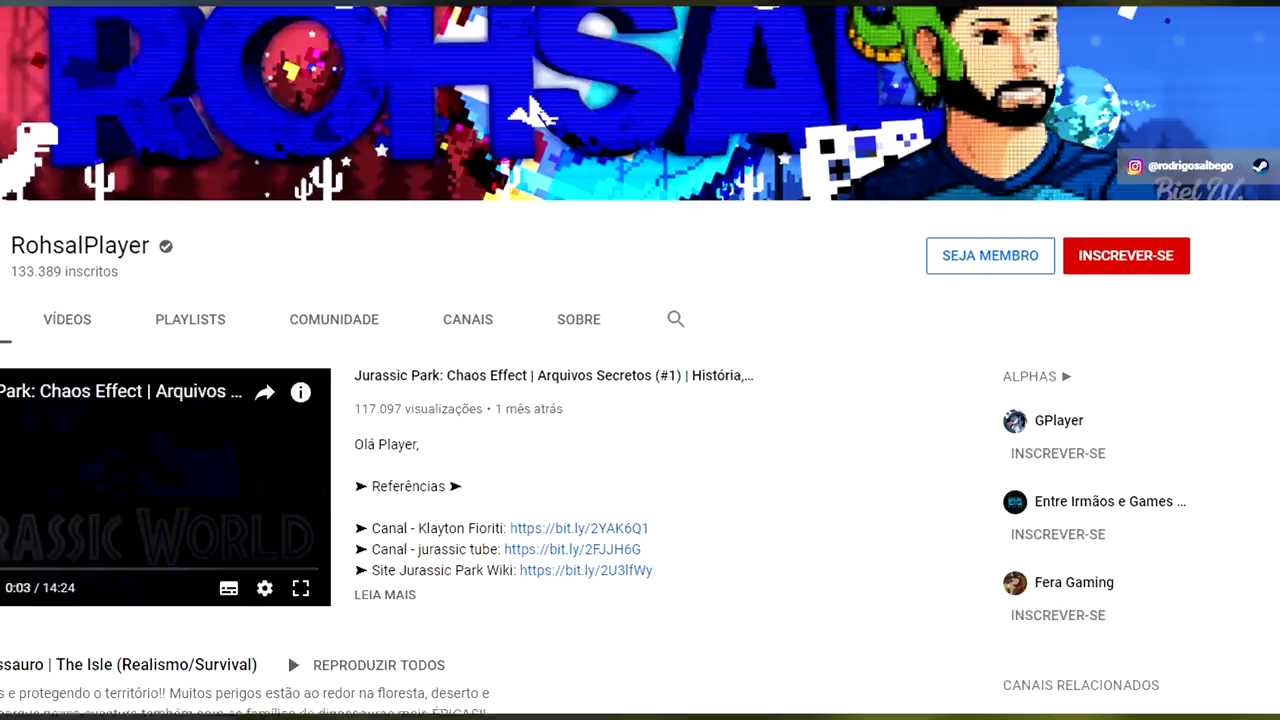 ROHSAL
@rodrigosalbego
Biel W.
RohsalPlayer
133.389 inscritos
SEJA MEMBRO
INSCREVER-SE
VÍDEOS
PLAYLISTS
COMUNIDADE
CANAIS
SOBRE
Park: Chaos Effect | Arquivos ...
RASSIC WORLD
0:03 / 14:24
Jurassic Park: Chaos Effect | Arquivos Secretos (#1) | História,...
117.097 visualizações • 1 mês atrás
Olá Player,
➤ Referências ➤
➤ Canal - Klayton Fioriti: https://bit.ly/2YAK6Q1
➤ Canal - jurassic tube: https://bit.ly/2FJJH6G
➤ Site Jurassic Park Wiki: https://bit.ly/2U3lfWy
LEIA MAIS
ALPHAS ►
GPlayer
INSCREVER-SE
Entre Irmãos e Games ...
INSCREVER-SE
Fera Gaming
INSCREVER-SE
CANAIS RELACIONADOS
ssauro | The Isle (Realismo/Survival)
REPRODUZIR TODOS
s e protegendo o território!! Muitos perigos estão ao redor na floresta, deserto e